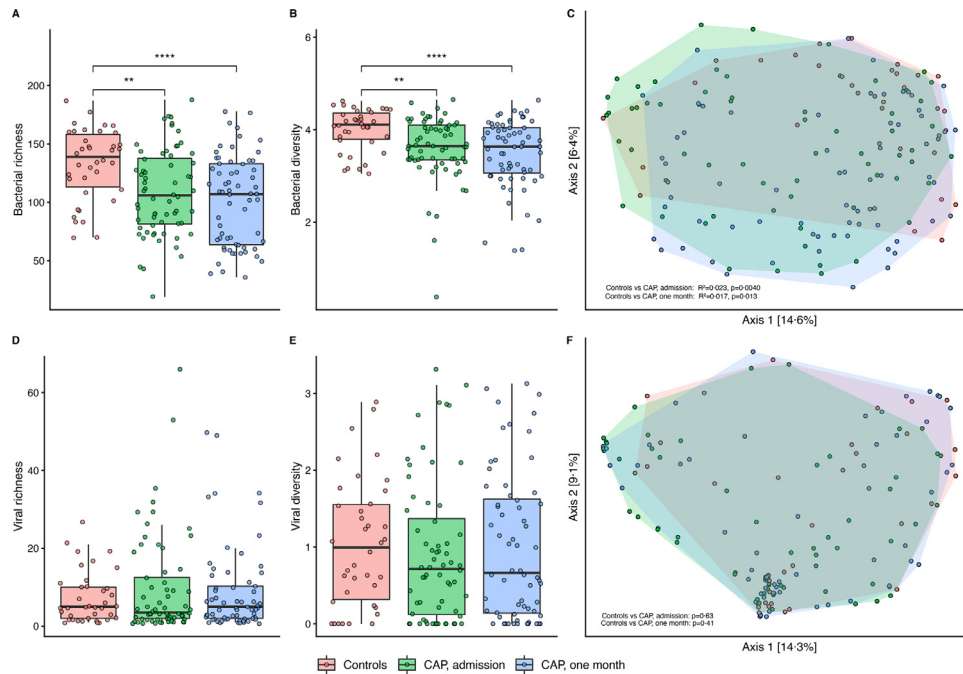 A
B
C
****
**
****
**
Bacterial richness
200
150
100
50
Bacterial diversity
6
4
2
Axis 2 [6·4%]
Controls vs CAP, admission: R²=0·023, p=0·0040
Controls vs CAP, one month: R²=0·017, p=0·013
Axis 1 [14·6%]
D
E
F
Viral richness
60
40
20
0
Viral diversity
3
2
1
0
Axis 2 [9·1%]
Controls vs CAP, admission: p=0·63
Controls vs CAP, one month: p=0·41
Axis 1 [14·3%]
Controls
CAP, admission
CAP, one month